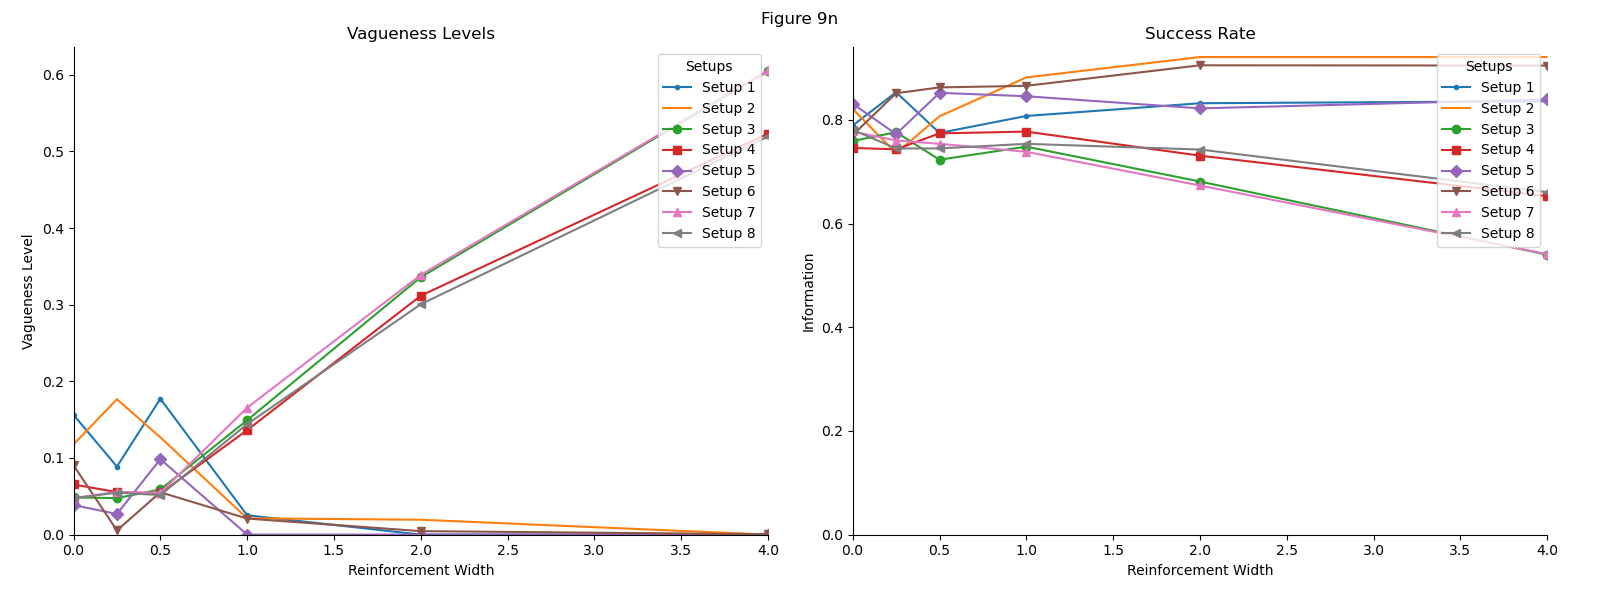 Figure 9n
Vagueness Levels
Vagueness Level
0.6
0.5
0.4
0.3
0.2
0.1
0.0
0.0 0.5 1.0 1.5 2.0 2.5 3.0 3.5 4.0
Reinforcement Width
Setups
Setup 1
Setup 2
Setup 3
Setup 4
Setup 5
Setup 6
Setup 7
Setup 8
Success Rate
Information
0.8
0.6
0.4
0.2
0.0
0.0 0.5 1.0 1.5 2.0 2.5 3.0 3.5 4.0
Reinforcement Width
Setups
Setup 1
Setup 2
Setup 3
Setup 4
Setup 5
Setup 6
Setup 7
Setup 8